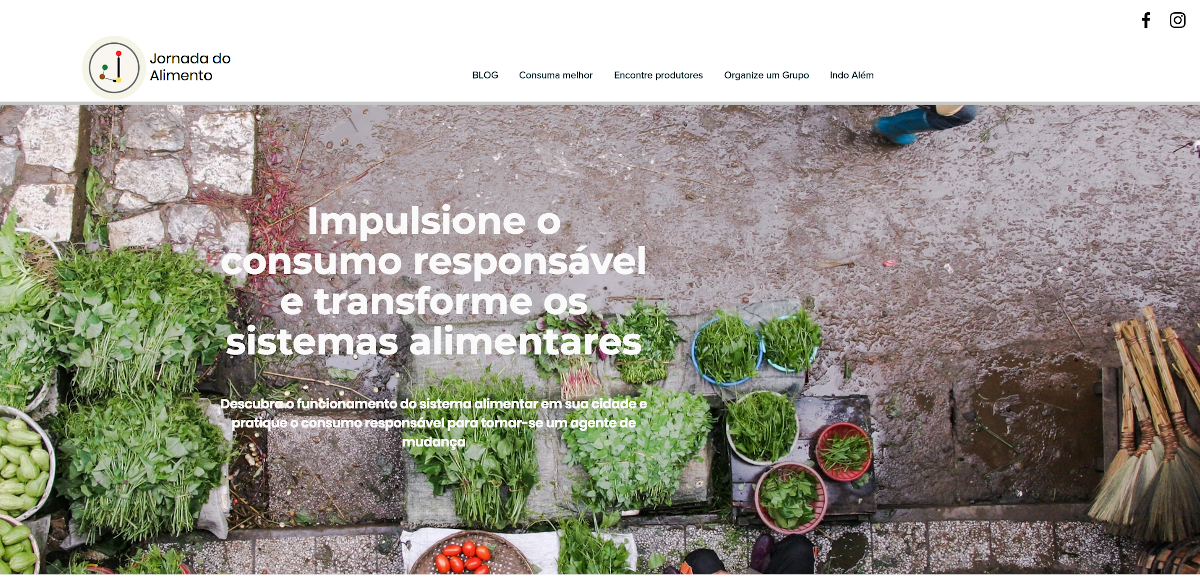 Jornada do
Alimento
BLOG Consuma melhor Encontre produtores Organize um Grupo Indo Além
Impulsione o
consumo responsável
e transforme os
sistemas alimentares
Descubra o funcionamento do sistema alimentar em sua cidade e
pratique o consumo responsável para tornar-se um agente de
mudança